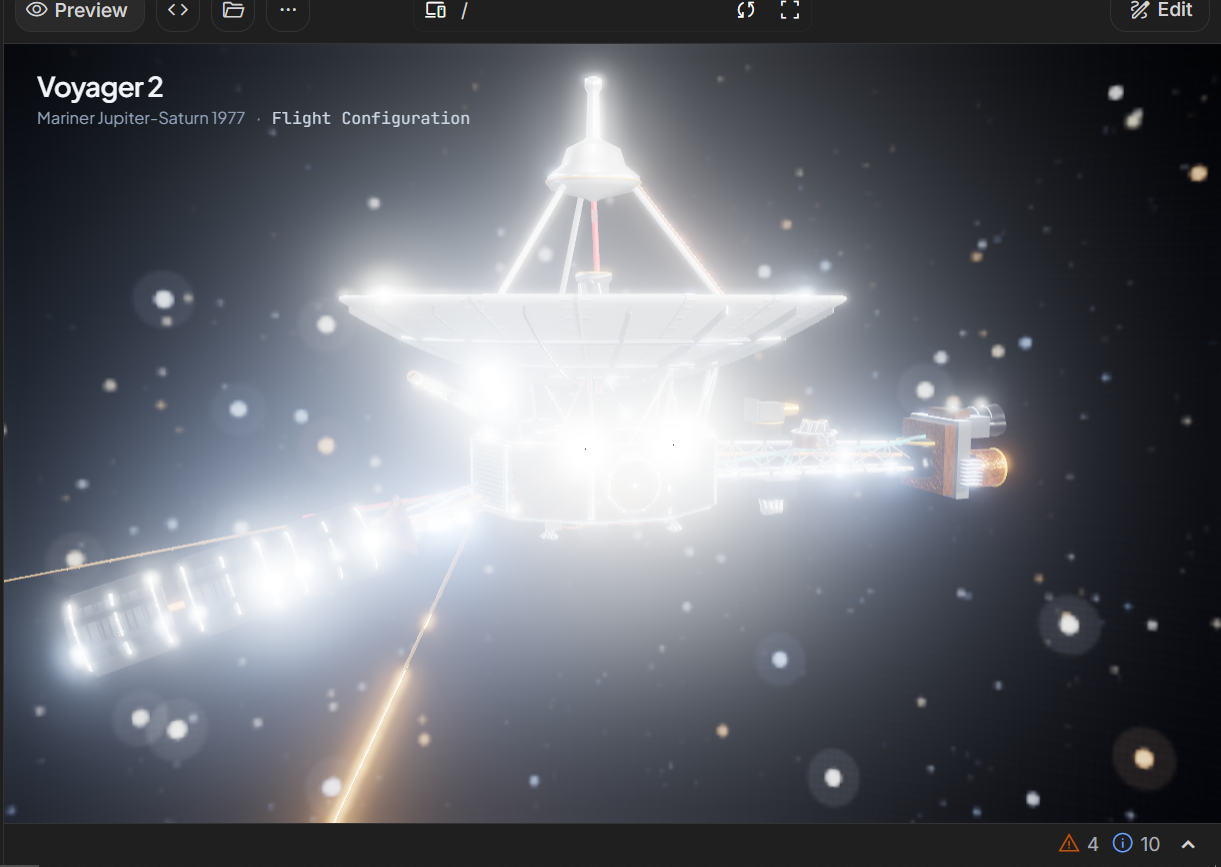 Preview
/
Edit
Voyager 2
Mariner Jupiter-Saturn 1977 · Flight Configuration
4 10